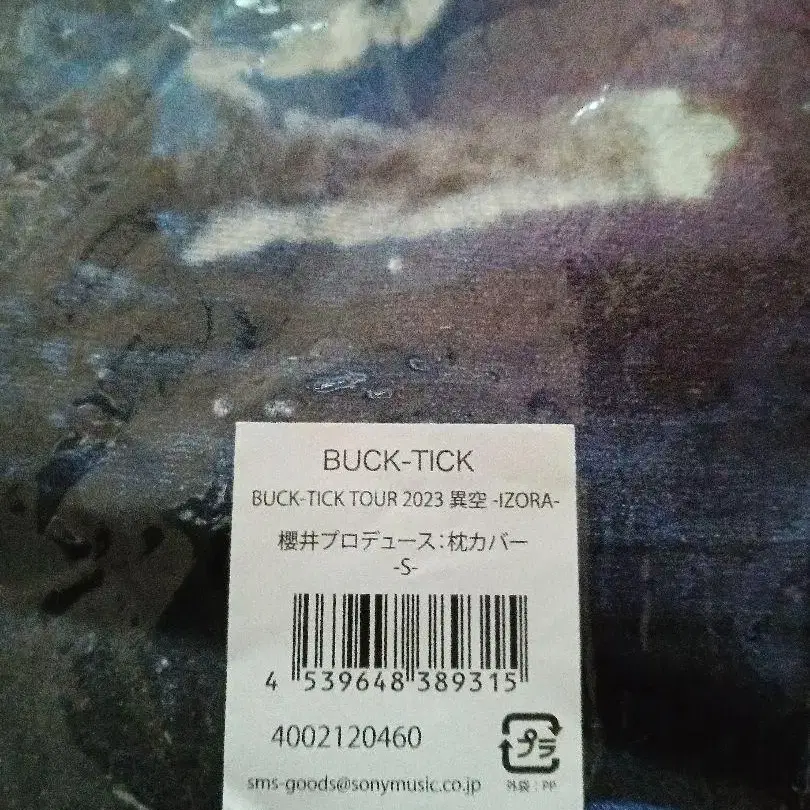 BUCK-TICK
BUCK-TICK TOUR 2023 異空 -IZORA-
櫻井プロデュース:枕カバー
-S-
4 539648 389315
4002120460
プラ
外袋:PP
sms-goods@sonymusic.co.jp